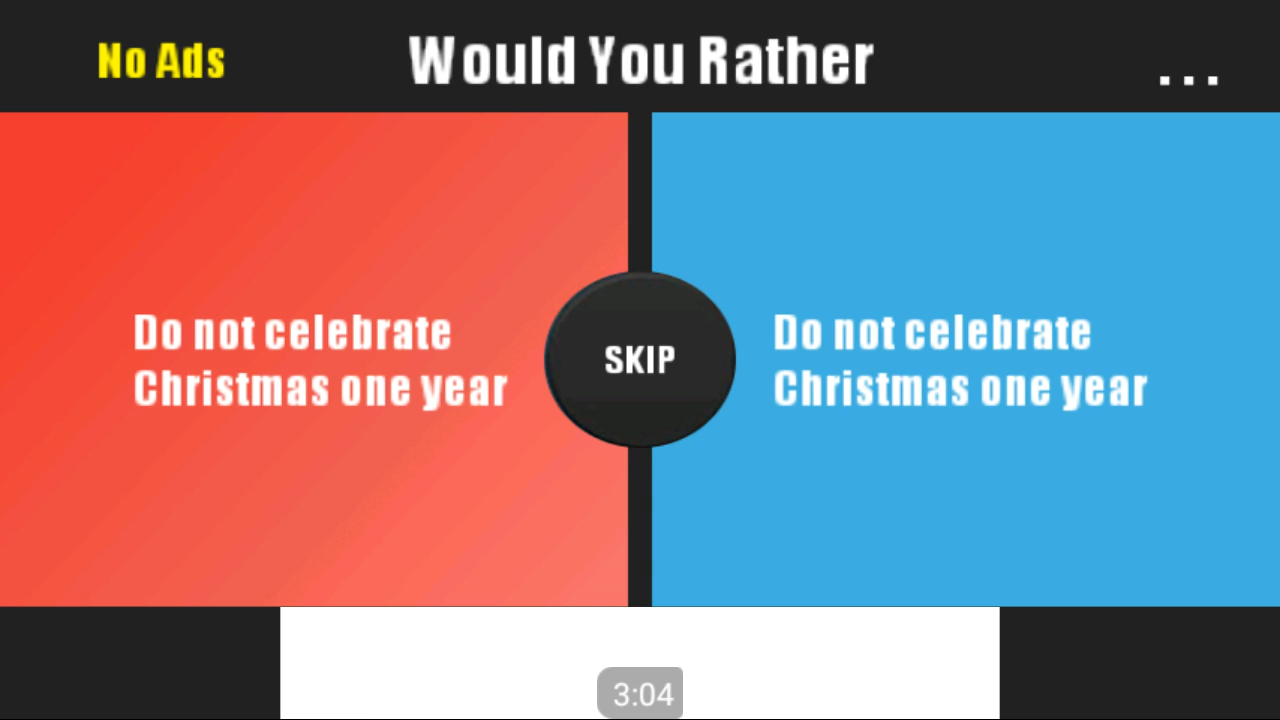 No Ads
Would You Rather
...
Do not celebrate
Christmas one year
SKIP
Do not celebrate
Christmas one year
3:04